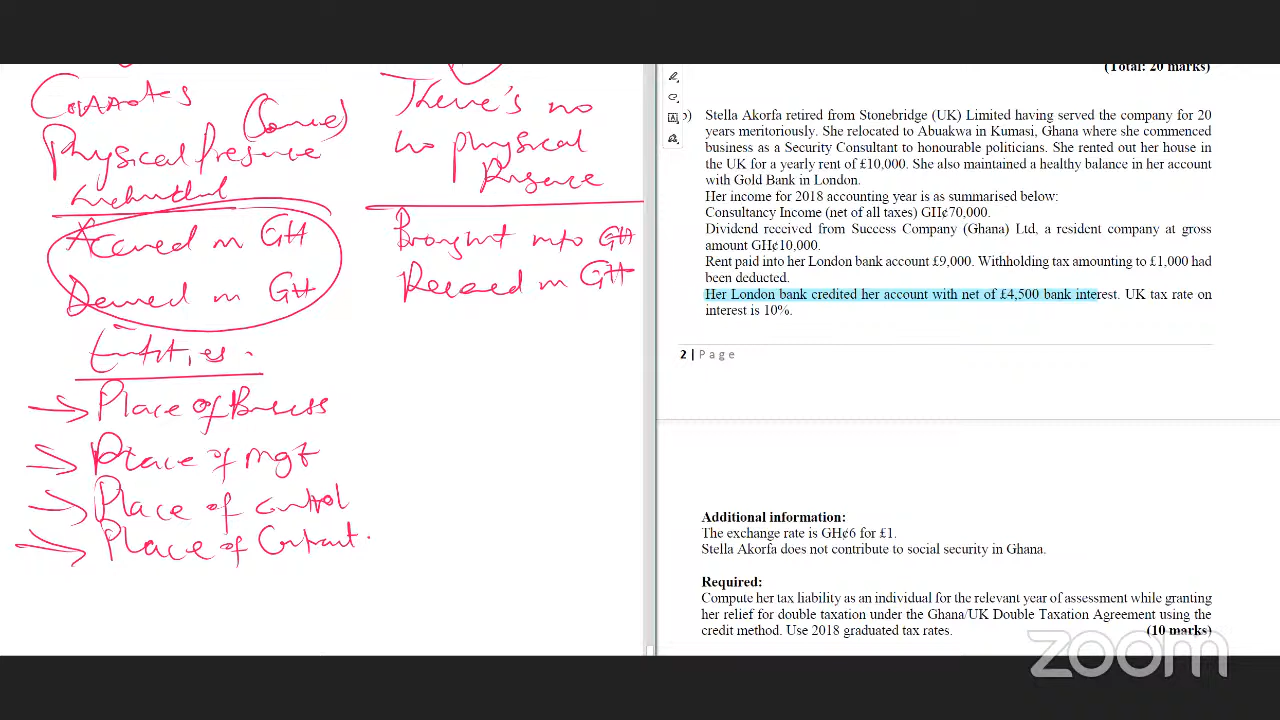 Connotes
(Source)
Physical Presence
There's no
no physical
Presence
Accrued in GH
Derived in GH
Brought into GH
Received in GH
Entities
→ Place of Business
→ Place of mgt
→ Place of control
→ Place of Contract
(Total: 20 marks)
Stella Akorfa retired from Stonebridge (UK) Limited having served the company for 20
years meritoriously. She relocated to Abuakwa in Kumasi, Ghana where she commenced
business as a Security Consultant to honourable politicians. She rented out her house in
the UK for a yearly rent of £10,000. She also maintained a healthy balance in her account
with Gold Bank in London.
Her income for 2018 accounting year is as summarised below:
Consultancy Income (net of all taxes) GH¢70,000.
Dividend received from Success Company (Ghana) Ltd, a resident company at gross
amount GH¢10,000.
Rent paid into her London bank account £9,000. Withholding tax amounting to £1,000 had
been deducted.
Her London bank credited her account with net of £4,500 bank interest. UK tax rate on
interest is 10%.
2 | Page
Additional information:
The exchange rate is GH¢6 for £1.
Stella Akorfa does not contribute to social security in Ghana.
Required:
Compute her tax liability as an individual for the relevant year of assessment while granting
her relief for double taxation under the Ghana/UK Double Taxation Agreement using the
credit method. Use 2018 graduated tax rates.
(10 marks)
zoom